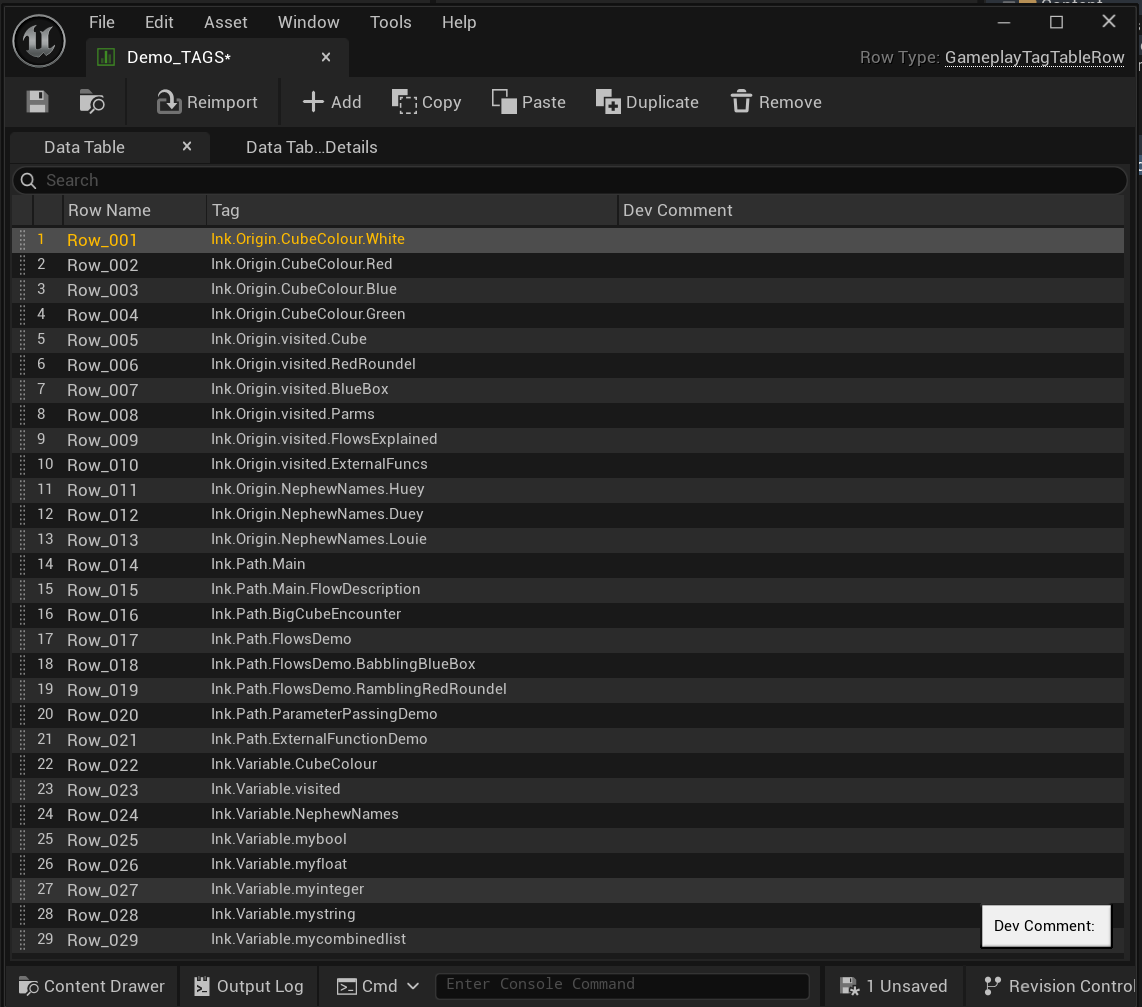 Content
File Edit Asset Window Tools Help
Demo_TAGS*
Row Type: GameplayTagTableRow
Reimport Add Copy Paste Duplicate Remove
Data Table Data Tab...Details
Search
Row Name Tag Dev Comment
1 Row_001 Ink.Origin.CubeColour.White
2 Row_002 Ink.Origin.CubeColour.Red
3 Row_003 Ink.Origin.CubeColour.Blue
4 Row_004 Ink.Origin.CubeColour.Green
5 Row_005 Ink.Origin.visited.Cube
6 Row_006 Ink.Origin.visited.RedRoundel
7 Row_007 Ink.Origin.visited.BlueBox
8 Row_008 Ink.Origin.visited.Parms
9 Row_009 Ink.Origin.visited.FlowsExplained
10 Row_010 Ink.Origin.visited.ExternalFuncs
11 Row_011 Ink.Origin.NephewNames.Huey
12 Row_012 Ink.Origin.NephewNames.Duey
13 Row_013 Ink.Origin.NephewNames.Louie
14 Row_014 Ink.Path.Main
15 Row_015 Ink.Path.Main.FlowDescription
16 Row_016 Ink.Path.BigCubeEncounter
17 Row_017 Ink.Path.FlowsDemo
18 Row_018 Ink.Path.FlowsDemo.BabblingBlueBox
19 Row_019 Ink.Path.FlowsDemo.RamblingRedRoundel
20 Row_020 Ink.Path.ParameterPassingDemo
21 Row_021 Ink.Path.ExternalFunctionDemo
22 Row_022 Ink.Variable.CubeColour
23 Row_023 Ink.Variable.visited
24 Row_024 Ink.Variable.NephewNames
25 Row_025 Ink.Variable.mybool
26 Row_026 Ink.Variable.myfloat
27 Row_027 Ink.Variable.myinteger
28 Row_028 Ink.Variable.mystring
29 Row_029 Ink.Variable.mycombinedlist
Dev Comment:
Content Drawer Output Log Cmd Enter Console Command 1 Unsaved Revision Contro